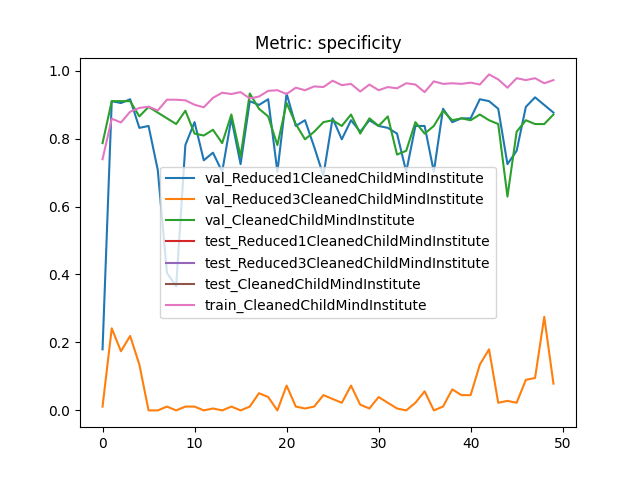 Metric: specificity
1.0
0.8
0.6
0.4
0.2
0.0
val_Reduced1CleanedChildMindInstitute
val_Reduced3CleanedChildMindInstitute
val_CleanedChildMindInstitute
test_Reduced1CleanedChildMindInstitute
test_Reduced3CleanedChildMindInstitute
test_CleanedChildMindInstitute
train_CleanedChildMindInstitute
0 10 20 30 40 50